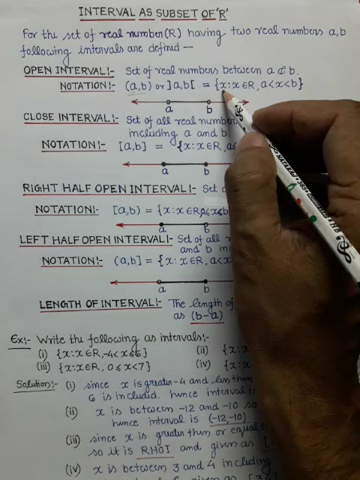 INTERVAL AS SUBSET OF 'R'
For the set of real number(R) having two real numbers a,b
following intervals are defined —
OPEN INTERVAL:- Set of real numbers between a & b.
NOTATION:- (a,b) or ]a,b[ = {x:x∈R, a<x<b}
a b
CLOSE INTERVAL:- Set of all real numbers
including a and b.
NOTATION:- [a,b] = {x:x∈R, a≤
a b
RIGHT HALF OPEN INTERVAL:- Set
NOTATION:- [a,b) = {x:x∈R,a≤x<b
a b
LEFT HALF OPEN INTERVAL:- Set of all
and b in
NOTATION:- (a,b] = {x: x∈R, a<x
a b
LENGTH OF INTERVAL:- The length of
as (b-a)
Ex:- Write the following as intervals:
(i) {x:x∈R,-4<x≤6} (ii) {x:x
(iii) {x:x∈R, 0≤x<7} (iv) {x:
Solution:- (i) since x is greater -4 and less then
6 is included. hence interval
(ii) x is between -12 and -10 so
hence interval is (-12,-10)
(iii) since x is greater then or equal
so it is RHOI and given as [
(iv) x is between 3 and 4 including